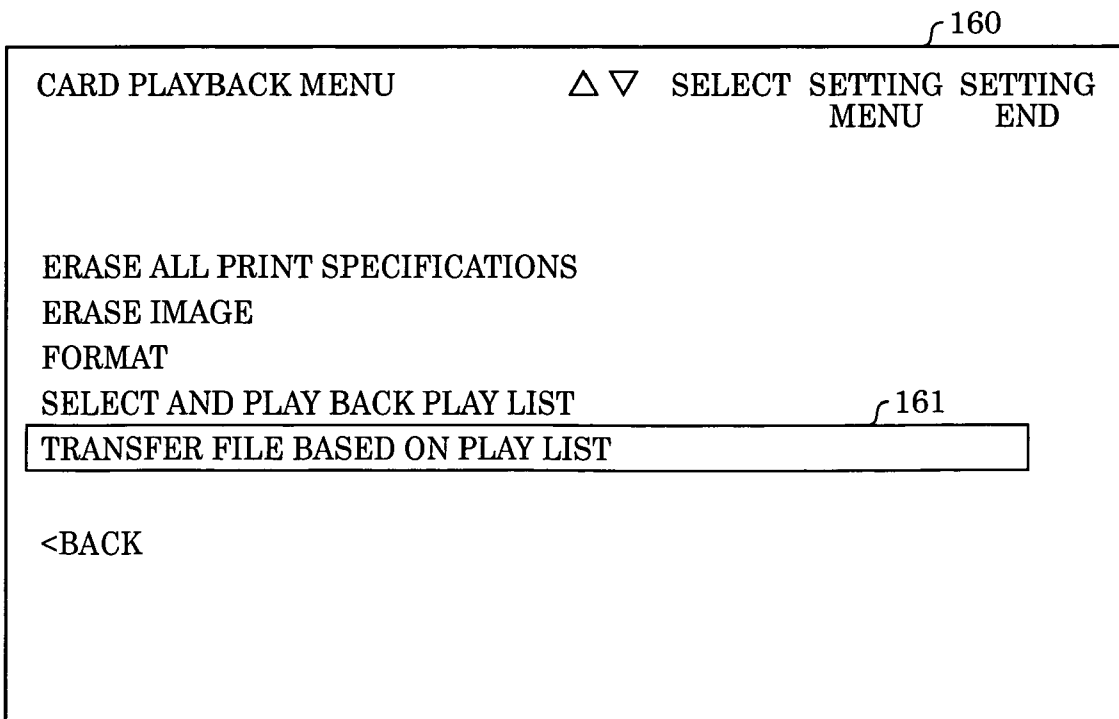 160
CARD PLAYBACK MENU △ ▽ SELECT SETTING MENU SETTING END
ERASE ALL PRINT SPECIFICATIONS
ERASE IMAGE
FORMAT
SELECT AND PLAY BACK PLAY LIST
161
TRANSFER FILE BASED ON PLAY LIST
<BACK